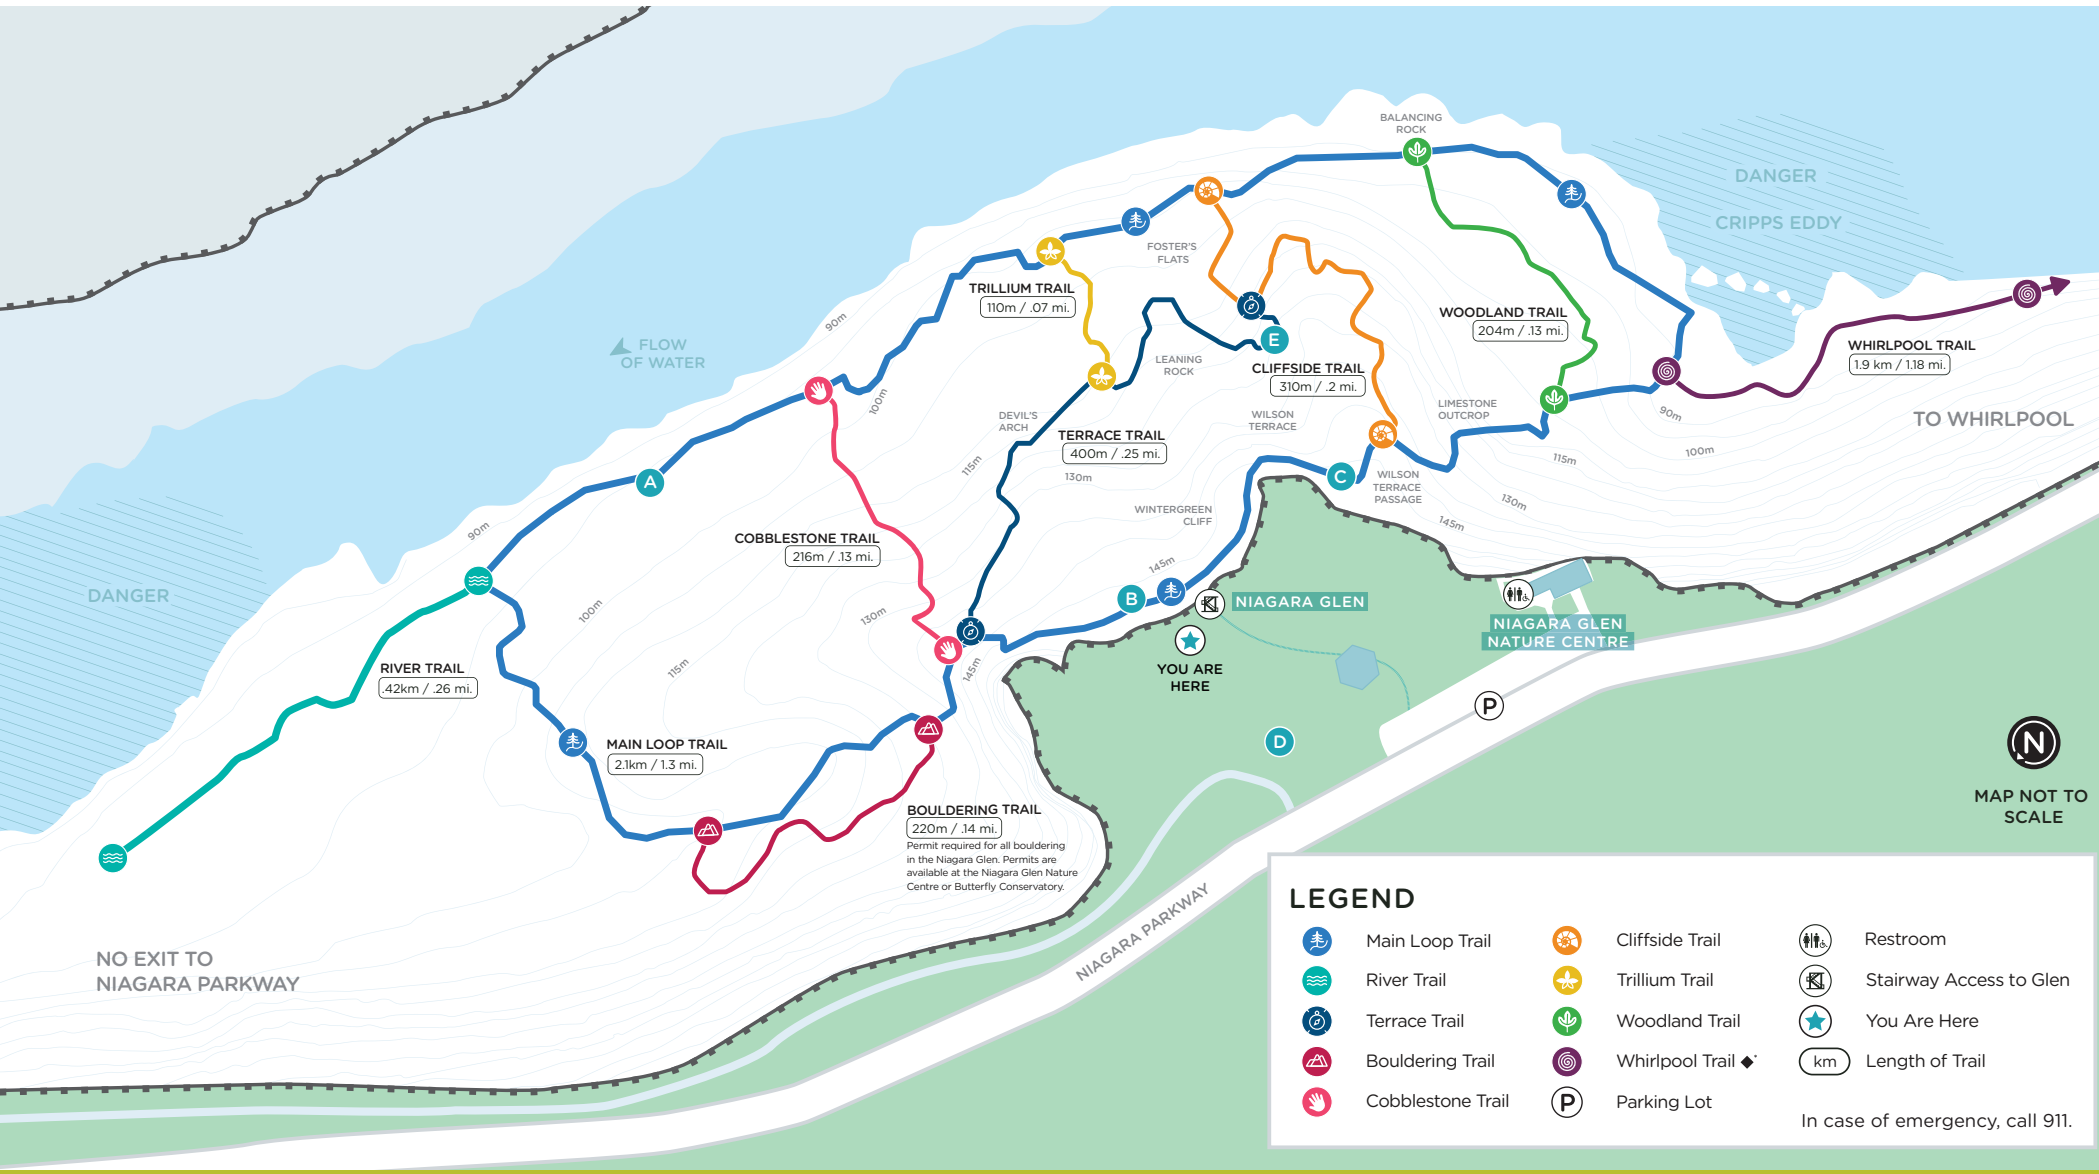 BALANCING
ROCK
DANGER
CRIPPS EDDY
FOSTER'S
FLATS
TRILLIUM TRAIL
110m / .07 mi.
90m
FLOW
OF WATER
100m
LEANING
ROCK
E
CLIFFSIDE TRAIL
310m / .2 mi.
WOODLAND TRAIL
204m / .13 mi.
WHIRLPOOL TRAIL
1.9 km / 1.18 mi.
TO WHIRLPOOL
DEVIL'S
ARCH
TERRACE TRAIL
400m / .25 mi.
130m
115m
WILSON
TERRACE
LIMESTONE
OUTCROP
90m
100m
115m
130m
145m
C
WILSON
TERRACE
PASSAGE
A
90m
WINTERGREEN
CLIFF
145m
COBBLESTONE TRAIL
216m / .13 mi.
DANGER
100m
130m
115m
145m
B
NIAGARA GLEN
YOU ARE
HERE
NIAGARA GLEN
NATURE CENTRE
P
D
RIVER TRAIL
.42km / .26 mi.
MAIN LOOP TRAIL
2.1km / 1.3 mi.
BOULDERING TRAIL
220m / .14 mi.
Permit required for all bouldering
in the Niagara Glen. Permits are
available at the Niagara Glen Nature
Centre or Butterfly Conservatory.
N
MAP NOT TO
SCALE
NO EXIT TO
NIAGARA PARKWAY
NIAGARA PARKWAY
LEGEND
Main Loop Trail
River Trail
Terrace Trail
Bouldering Trail
Cobblestone Trail
Cliffside Trail
Trillium Trail
Woodland Trail
Whirlpool Trail ◆*
P Parking Lot
Restroom
Stairway Access to Glen
You Are Here
km Length of Trail
In case of emergency, call 911.